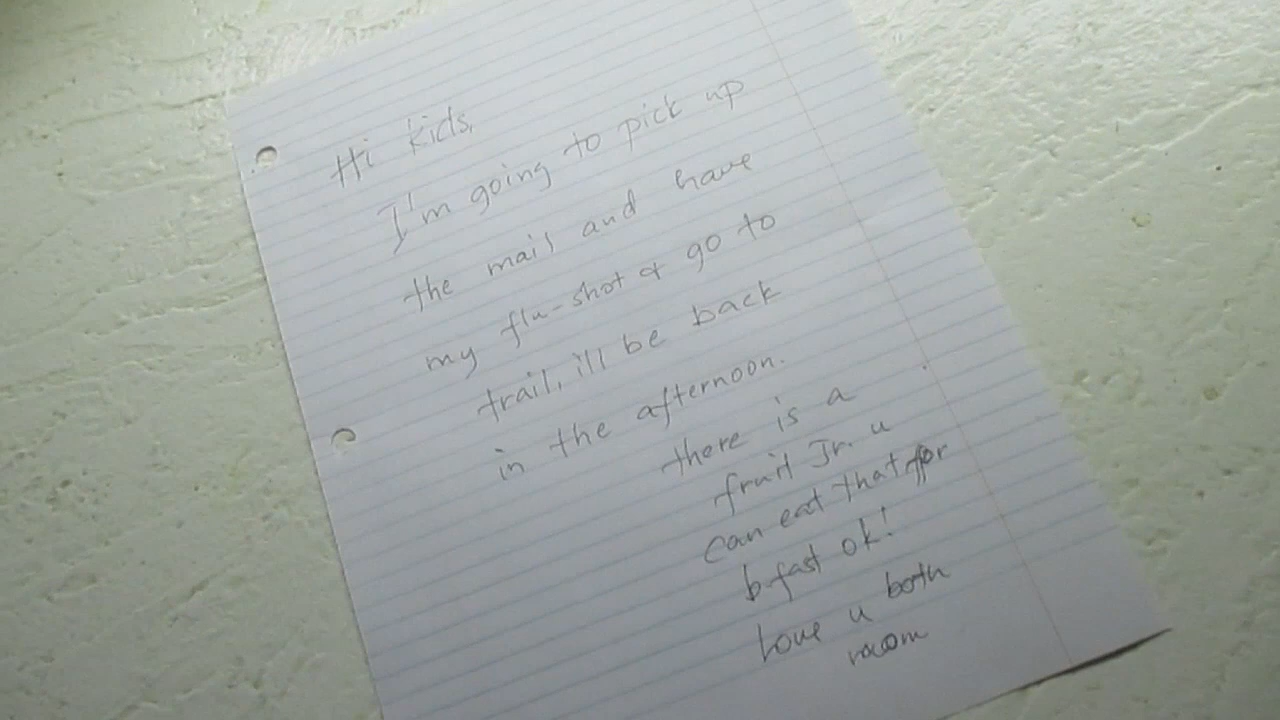 Hi kids,
I'm going to pick up
the mail and have
my flu-shot & go to
trail, ill be back
in the afternoon.
there is a
fruit Jr. u
can eat that for
b.fast ok!
Love u both
mom